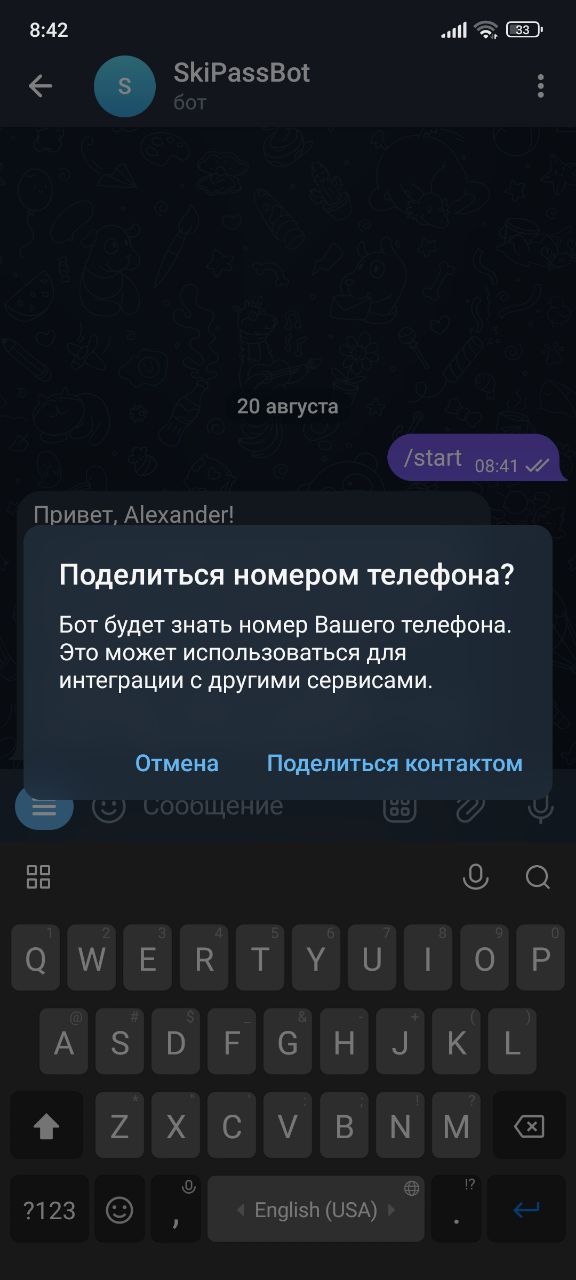 8:42
33
S
SkiPassBot
бот
20 августа
/start 08:41
Привет, Alexander!
Поделиться номером телефона?
Бот будет знать номер Вашего телефона.
Это может использоваться для
интеграции с другими сервисами.
Отмена Поделиться контактом
Сообщение
1 2 3 4 5 6 7 8 9 0
Q W E R T Y U I O P
@ # $ _ & - + ( )
A S D F G H J K L
* " ' : ; ! ?
Z X C V B N M
!?
?123 , English (USA) .